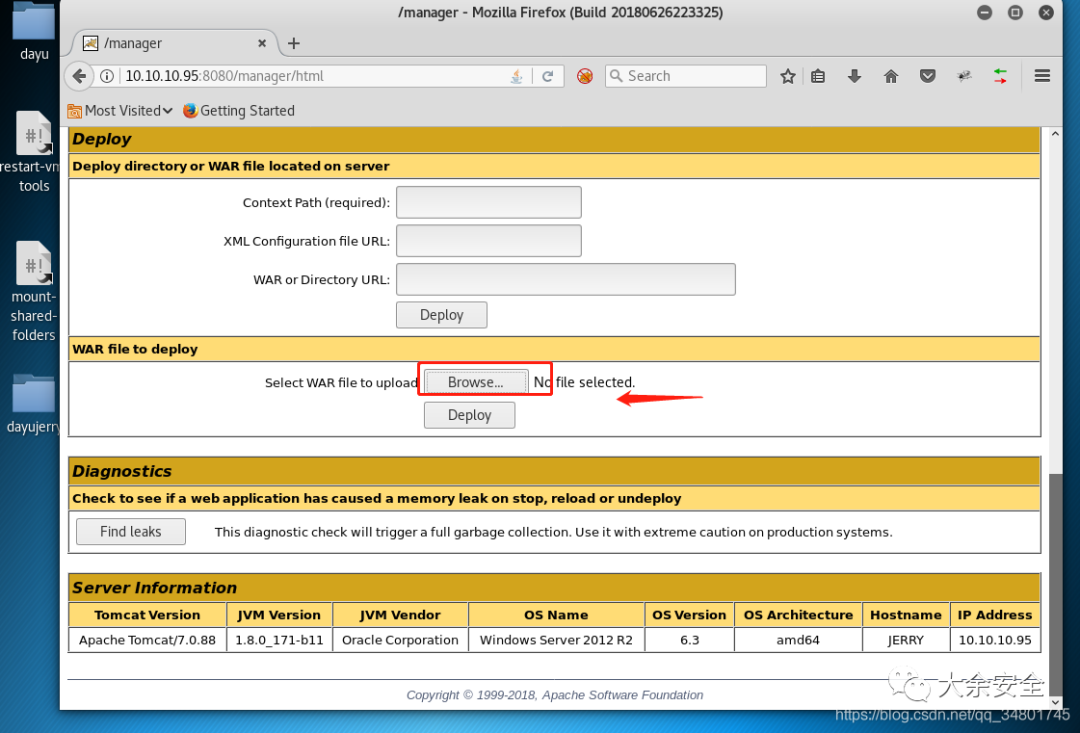 /manager - Mozilla Firefox (Build 20180626223325)
dayu
/manager
10.10.10.95:8080/manager/html
Search
Most Visited
Getting Started
#!
restart-vm
tools
#!
mount-
shared-
folders
dayujerry
Deploy
Deploy directory or WAR file located on server
Context Path (required):
XML Configuration file URL:
WAR or Directory URL:
Deploy
WAR file to deploy
Select WAR file to upload Browse... No file selected.
Deploy
Diagnostics
Check to see if a web application has caused a memory leak on stop, reload or undeploy
Find leaks This diagnostic check will trigger a full garbage collection. Use it with extreme caution on production systems.
Server Information
Tomcat Version JVM Version JVM Vendor OS Name OS Version OS Architecture Hostname IP Address
Apache Tomcat/7.0.88 1.8.0_171-b11 Oracle Corporation Windows Server 2012 R2 6.3 amd64 JERRY 10.10.10.95
Copyright © 1999-2018, Apache Software Foundation
大余安全
https://blog.csdn.net/qq_34801745